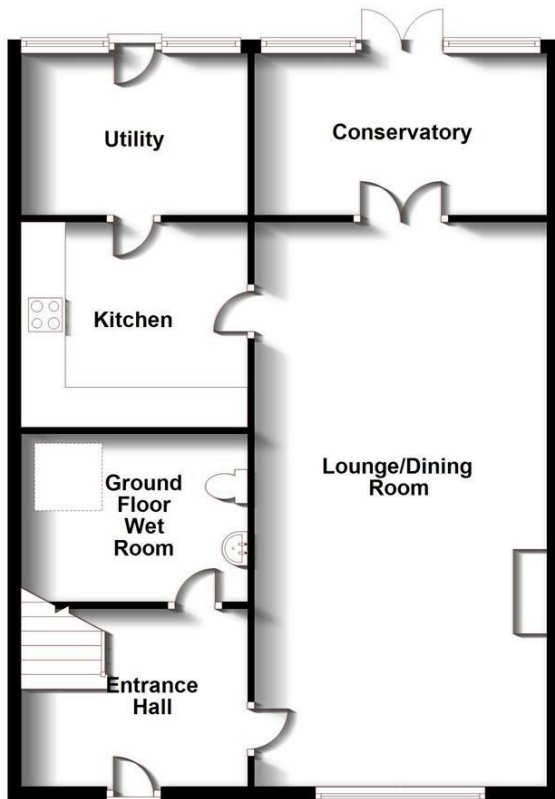 Utility
Conservatory
Kitchen
Lounge/Dining
Room
Ground
Floor
Wet
Room
Entrance
Hall